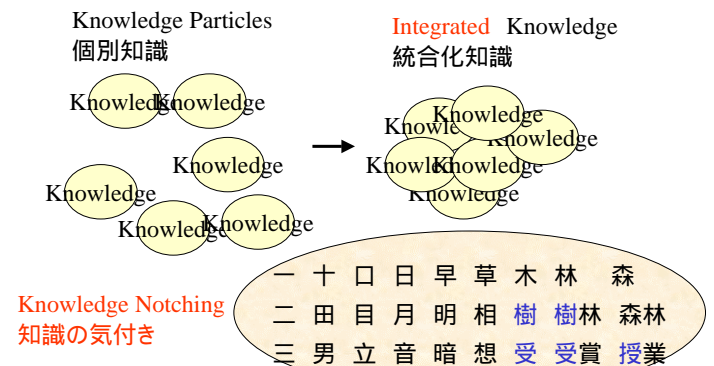 Knowledge Particles
個別知識
Integrated Knowledge
統合化知識
Knowledge
Knowledge
Knowledge
Knowledge
Knowledge
Knowledge
Knowledge
Knowledge
Knowledge
Knowledge
Knowledge
Knowledge
Knowledge Notching
知識の気付き
一 十 口 日 早 草 木 林 森
二 田 目 月 明 相 樹 樹林 森林
三 男 立 音 暗 想 受 受賞 授業